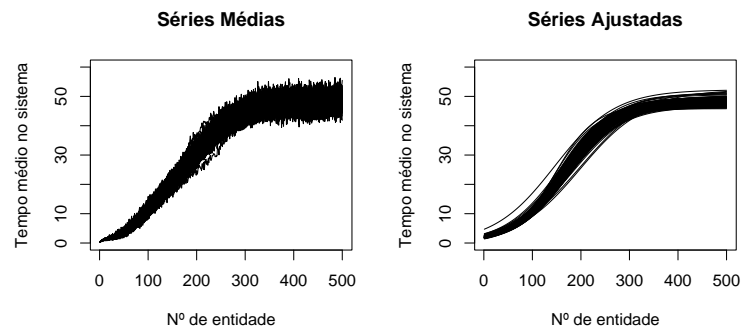 Séries Médias
Tempo médio no sistema
0 10 30 50
0 100 200 300 400 500
Nº de entidade
Séries Ajustadas
Tempo médio no sistema
0 10 30 50
0 100 200 300 400 500
Nº de entidade